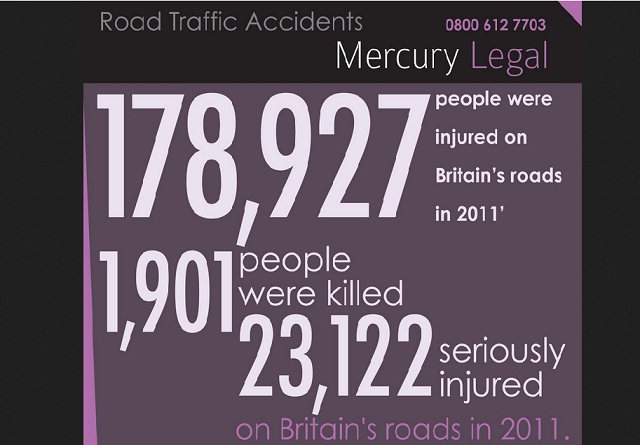 Road Traffic Accidents
0800 612 7703
Mercury Legal
178,927
people were
injured on
Britain's roads
in 2011'
1,901
people
were killed
23,122
seriously
injured
on Britain's roads in 2011.